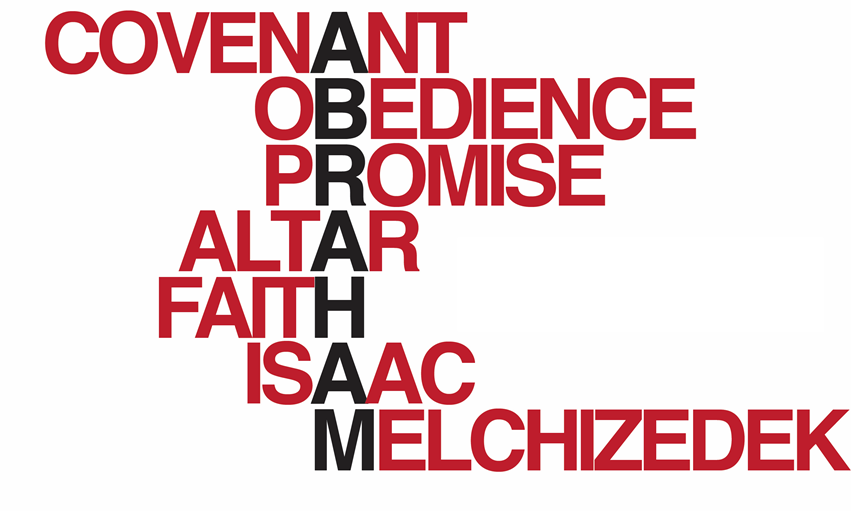 COVENANT
OBEDIENCE
PROMISE
ALTAR
FAITH
ISAAC
MELCHIZEDEK